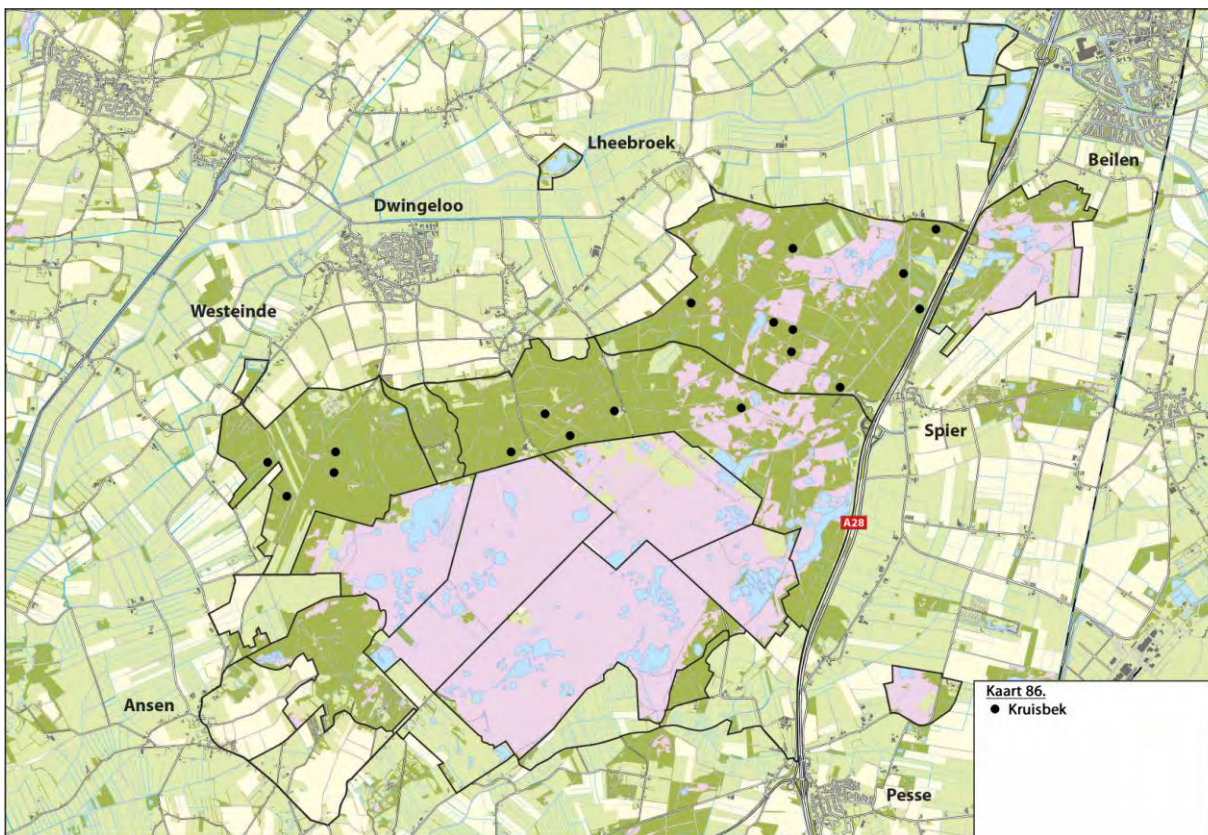 Lheebroek
Beilen
Dwingeloo
Westeinde
Spier
A28
Ansen
Pesse
Kaart 86.
Kruisbek